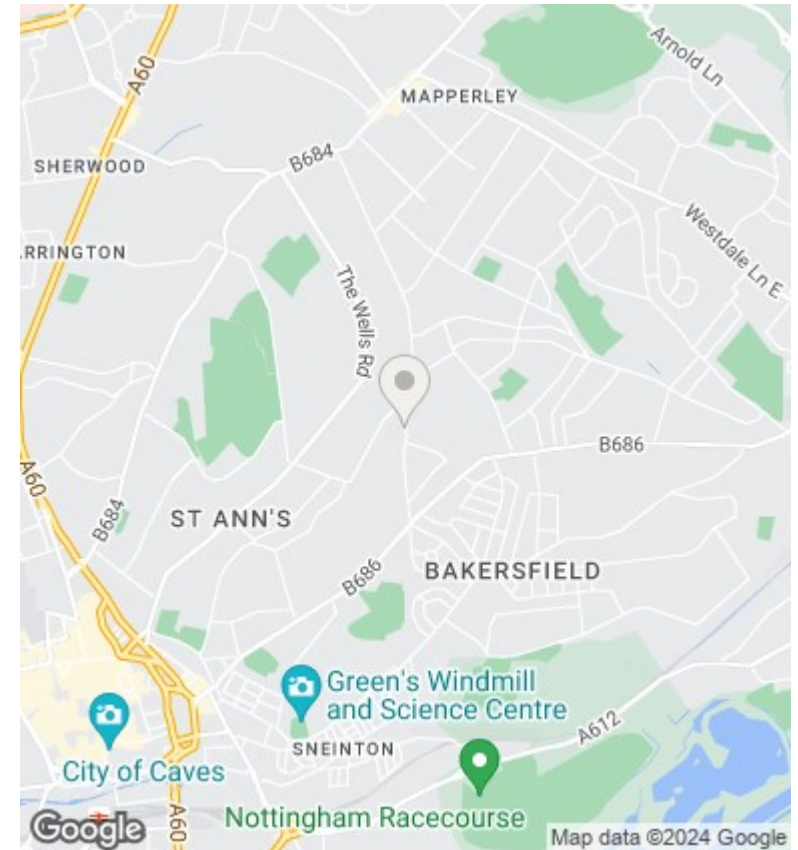 A60
MAPPERLEY
Arnold Ln
SHERWOOD
B684
ARRINGTON
Westdale Ln E
The Wells Rd
B686
A60
B684
ST ANN'S
B686
BAKERSFIELD
Green's Windmill
and Science Centre
A612
SNEINTON
City of Caves
A60
Nottingham Racecourse
Google
Map data ©2024 Google